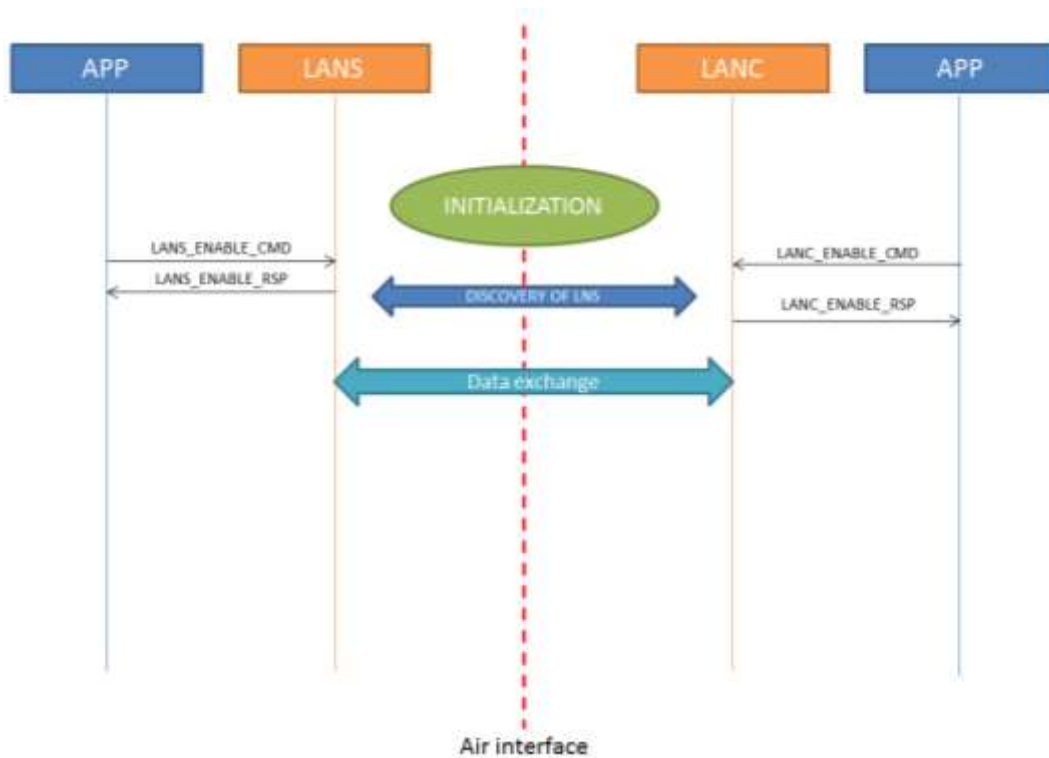 APP
LANS
LANC
APP
INITIALIZATION
LANS_ENABLE_CMD
LANC_ENABLE_CMD
LANS_ENABLE_RSP
DISCOVERY OF LNS
LANC_ENABLE_RSP
Data exchange
Air interface